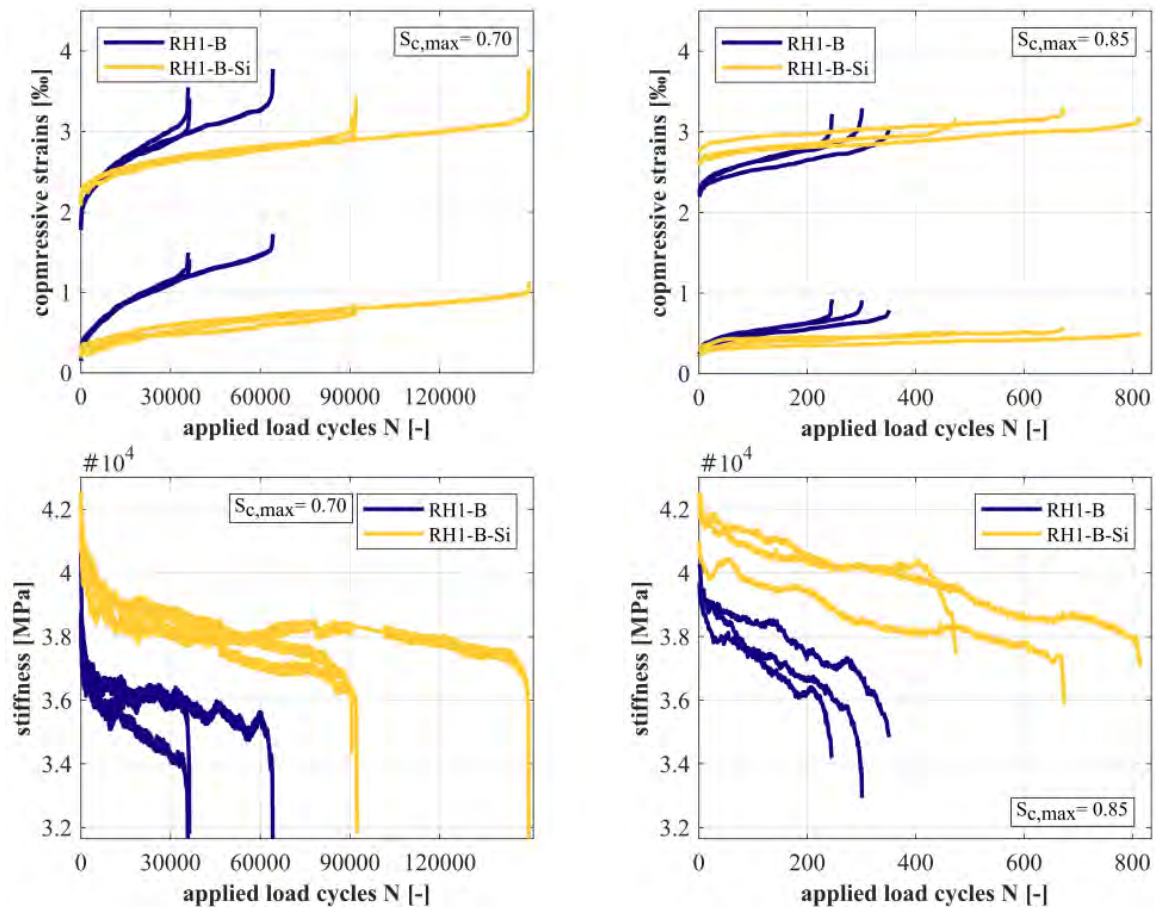 4
3
2
1
0
copmressive strains [‰]
RH1-B
RH1-B-Si
Sc,max= 0.70
0 30000 60000 90000 120000
applied load cycles N [-]
4
3
2
1
0
copmressive strains [‰]
RH1-B
RH1-B-Si
Sc,max= 0.85
0 200 400 600 800
applied load cycles N [-]
#10^4
4.2
4
3.8
3.6
3.4
3.2
stiffness [MPa]
Sc,max= 0.70
RH1-B
RH1-B-Si
0 30000 60000 90000 120000
applied load cycles N [-]
#10^4
4.2
4
3.8
3.6
3.4
3.2
stiffness [MPa]
RH1-B
RH1-B-Si
Sc,max= 0.85
0 200 400 600 800
applied load cycles N [-]